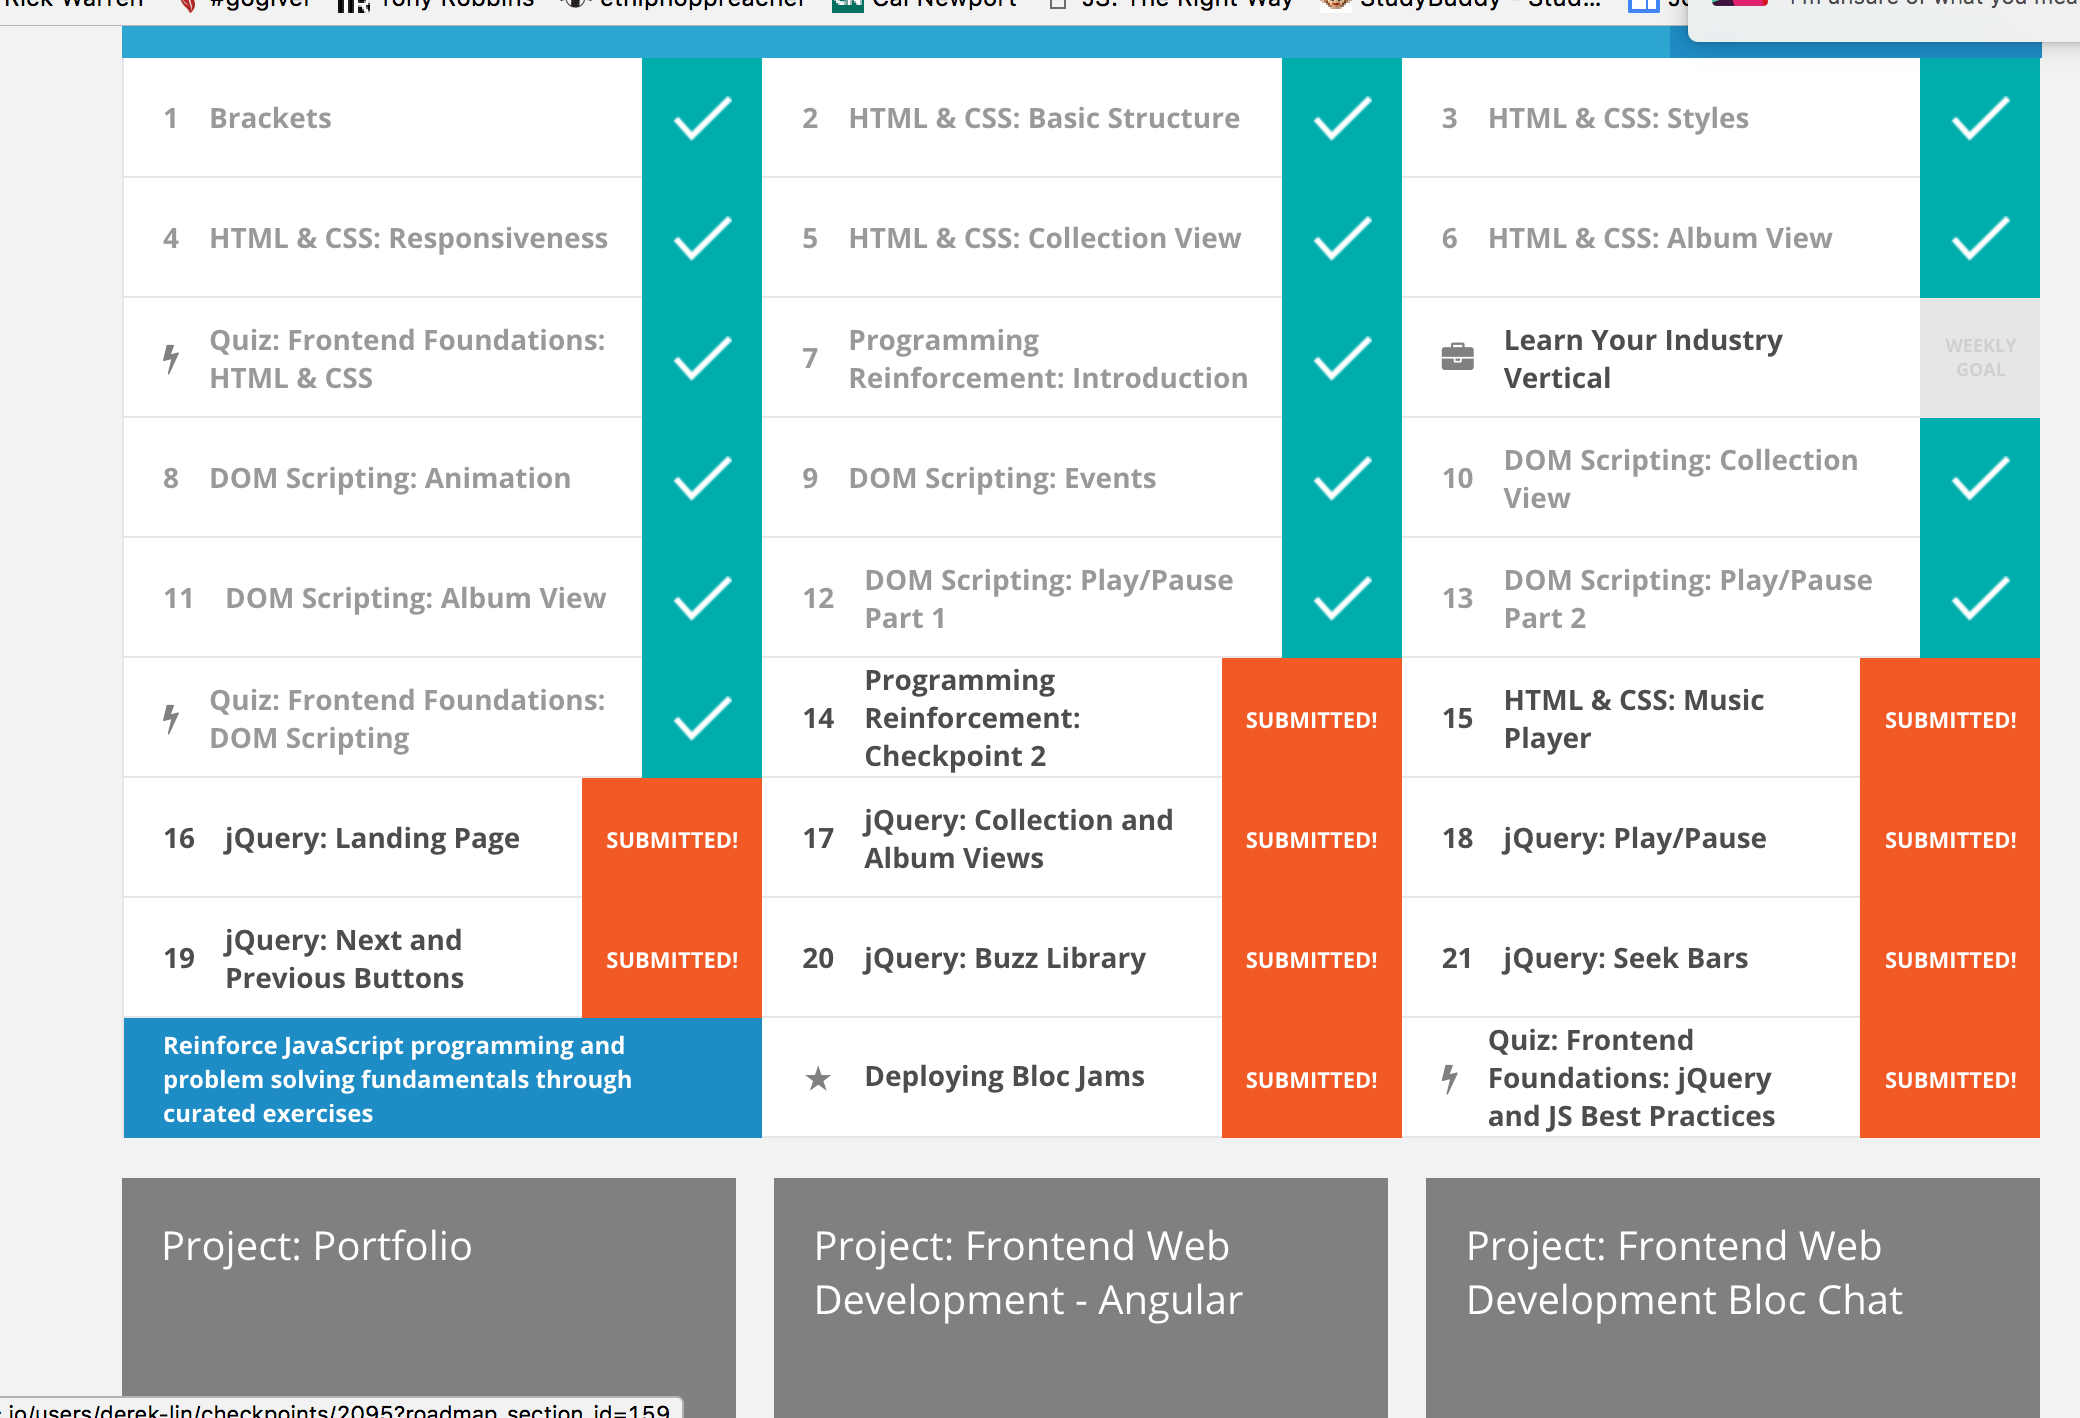 Rick Warren #gogiver Tony Robbins ethiphoppreacher Cal Newport JS: The Right Way StudyBuddy - Stud...
I'm unsure of what you
1 Brackets
2 HTML & CSS: Basic Structure
3 HTML & CSS: Styles
4 HTML & CSS: Responsiveness
5 HTML & CSS: Collection View
6 HTML & CSS: Album View
Quiz: Frontend Foundations:
HTML & CSS
7 Programming
Reinforcement: Introduction
Learn Your Industry
Vertical
WEEKLY
GOAL
8 DOM Scripting: Animation
9 DOM Scripting: Events
10 DOM Scripting: Collection
View
11 DOM Scripting: Album View
12 DOM Scripting: Play/Pause
Part 1
13 DOM Scripting: Play/Pause
Part 2
Quiz: Frontend Foundations:
DOM Scripting
14 Programming
Reinforcement:
Checkpoint 2
SUBMITTED!
15 HTML & CSS: Music
Player
SUBMITTED!
16 jQuery: Landing Page
SUBMITTED!
17 jQuery: Collection and
Album Views
SUBMITTED!
18 jQuery: Play/Pause
SUBMITTED!
19 jQuery: Next and
Previous Buttons
SUBMITTED!
20 jQuery: Buzz Library
SUBMITTED!
21 jQuery: Seek Bars
SUBMITTED!
Reinforce JavaScript programming and
problem solving fundamentals through
curated exercises
Deploying Bloc Jams
SUBMITTED!
Quiz: Frontend
Foundations: jQuery
and JS Best Practices
SUBMITTED!
Project: Portfolio
Project: Frontend Web
Development - Angular
Project: Frontend Web
Development Bloc Chat
.io/users/derek-lin/checkpoints/2095?roadmap_section_id=159